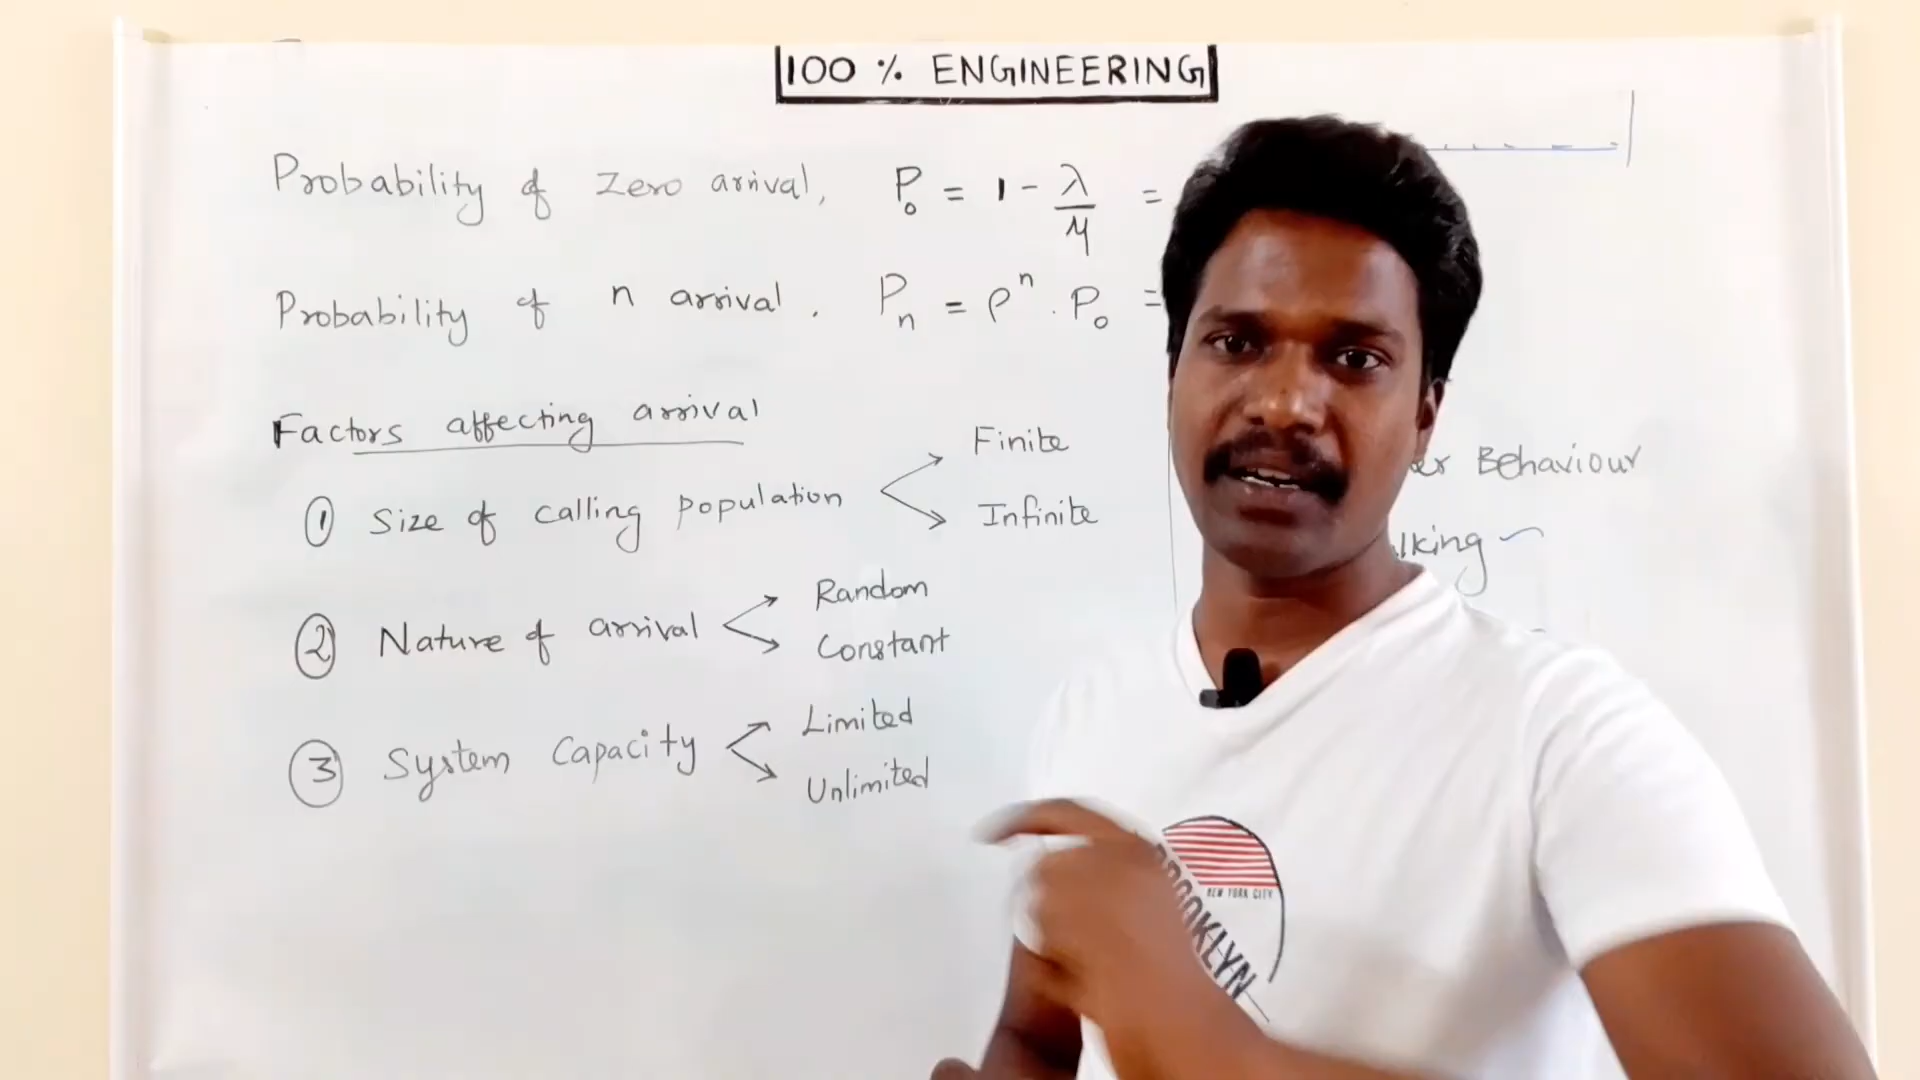 100 % ENGINEERING
Probability of Zero arrival, P₀ = 1 - λ/μ =
Probability of n arrival. Pₙ = ρⁿ . P₀ =
Factors affecting arrival
① Size of calling population
Finite
Infinite
② Nature of arrival
Random
Constant
③ System Capacity
Limited
Unlimited
Behaviour
NEW YORK CITY
BROOKLYN